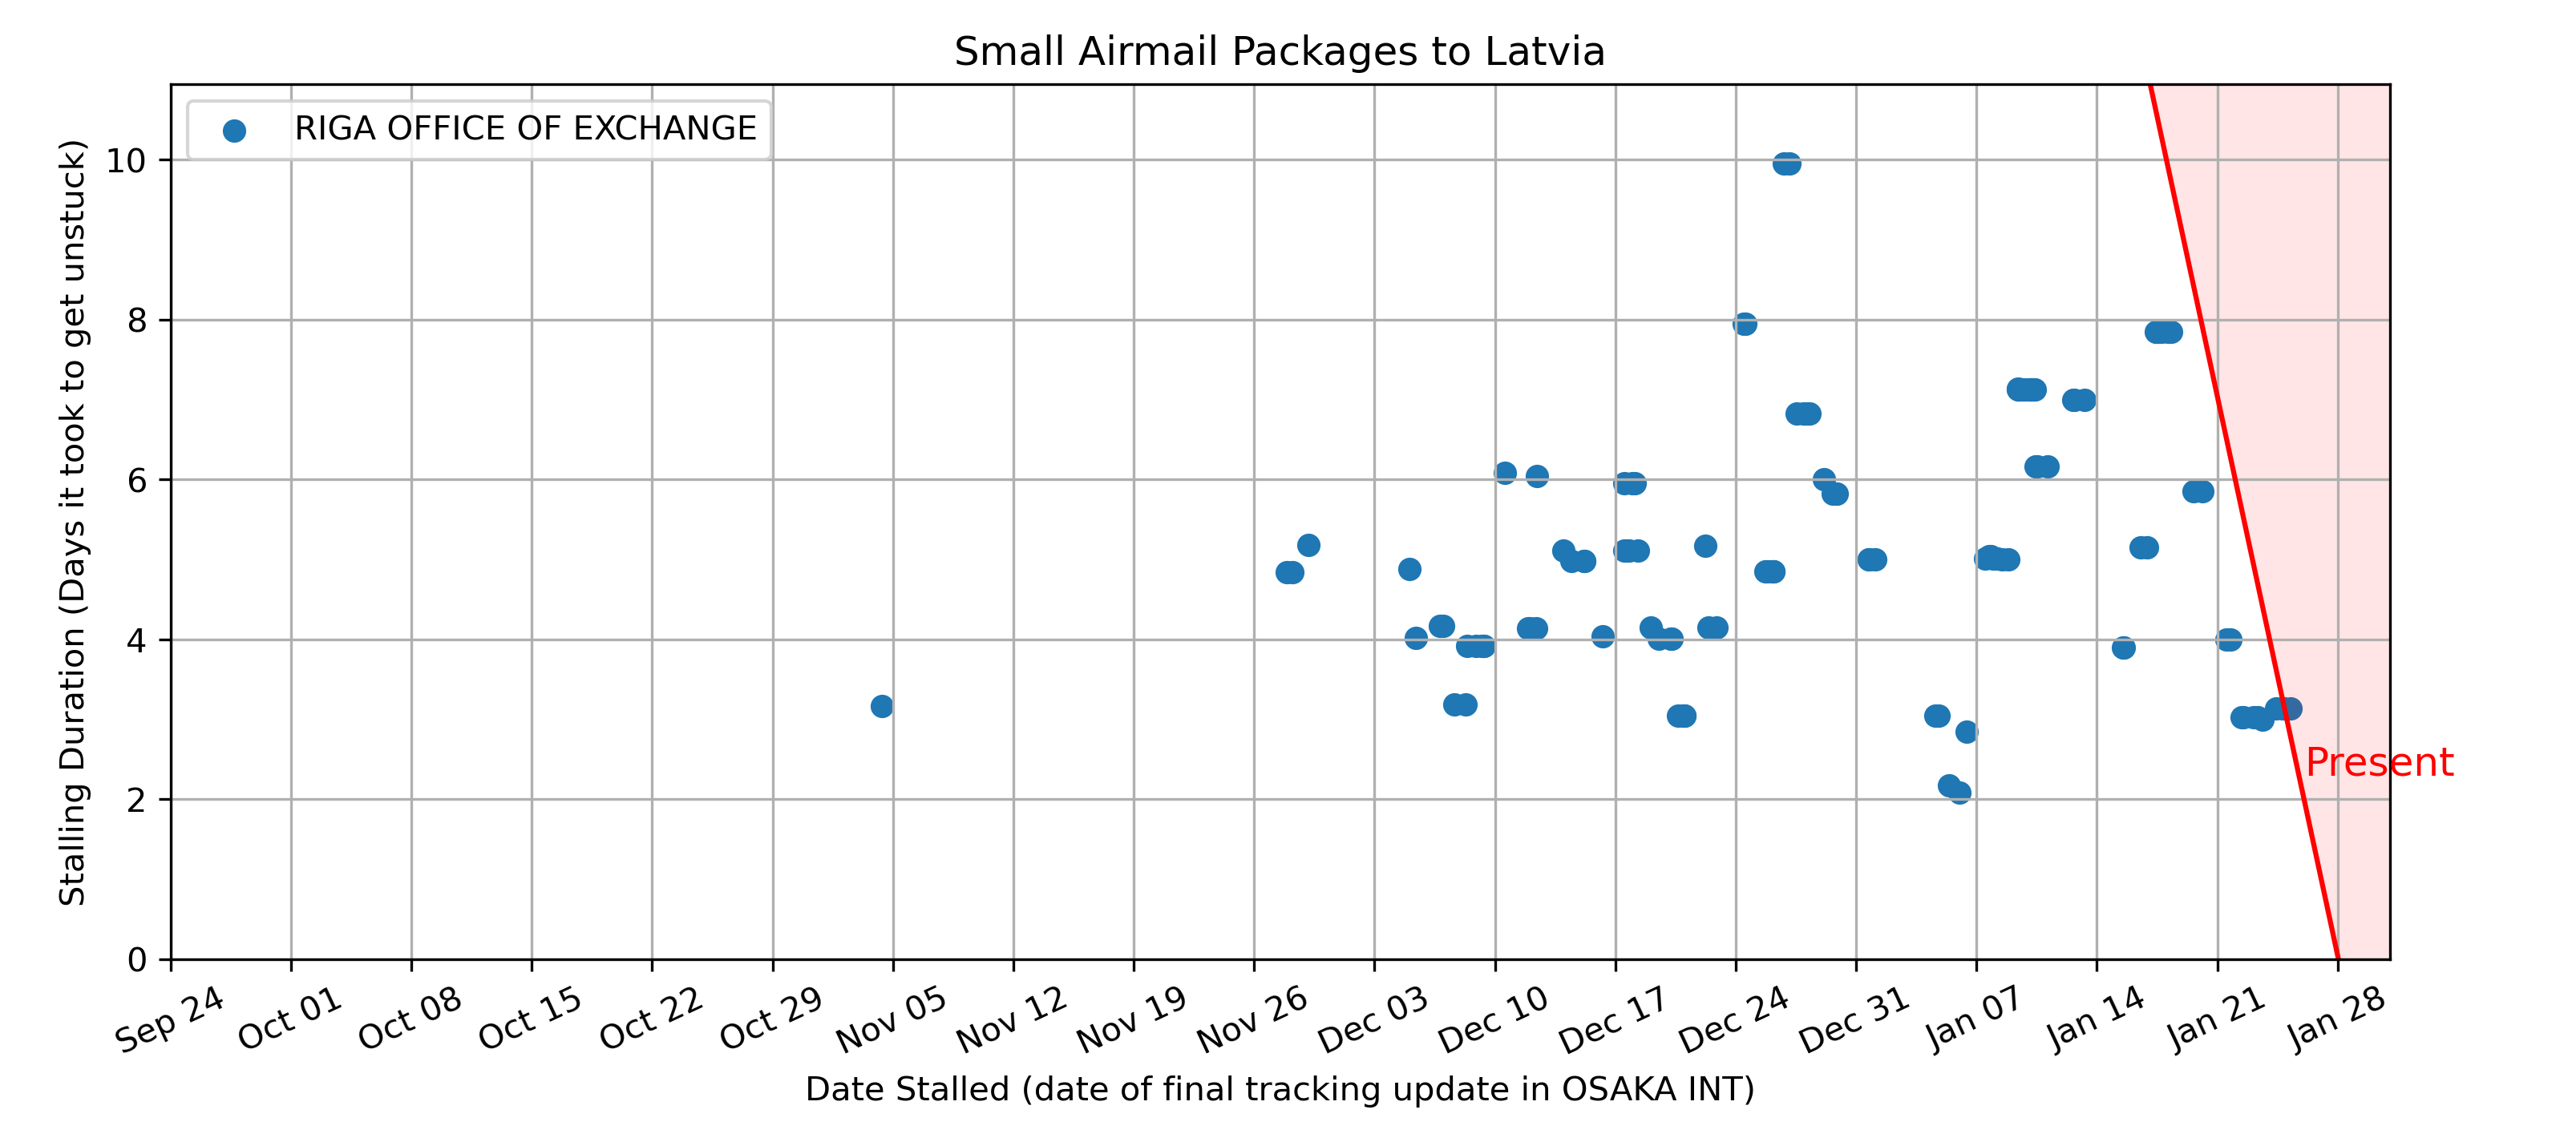 Small Airmail Packages to Latvia
RIGA OFFICE OF EXCHANGE
Stalling Duration (Days it took to get unstuck)
10
8
6
4
2
0
Present
Sep 24
Oct 01
Oct 08
Oct 15
Oct 22
Oct 29
Nov 05
Nov 12
Nov 19
Nov 26
Dec 03
Dec 10
Dec 17
Dec 24
Dec 31
Jan 07
Jan 14
Jan 21
Jan 28
Date Stalled (date of final tracking update in OSAKA INT)